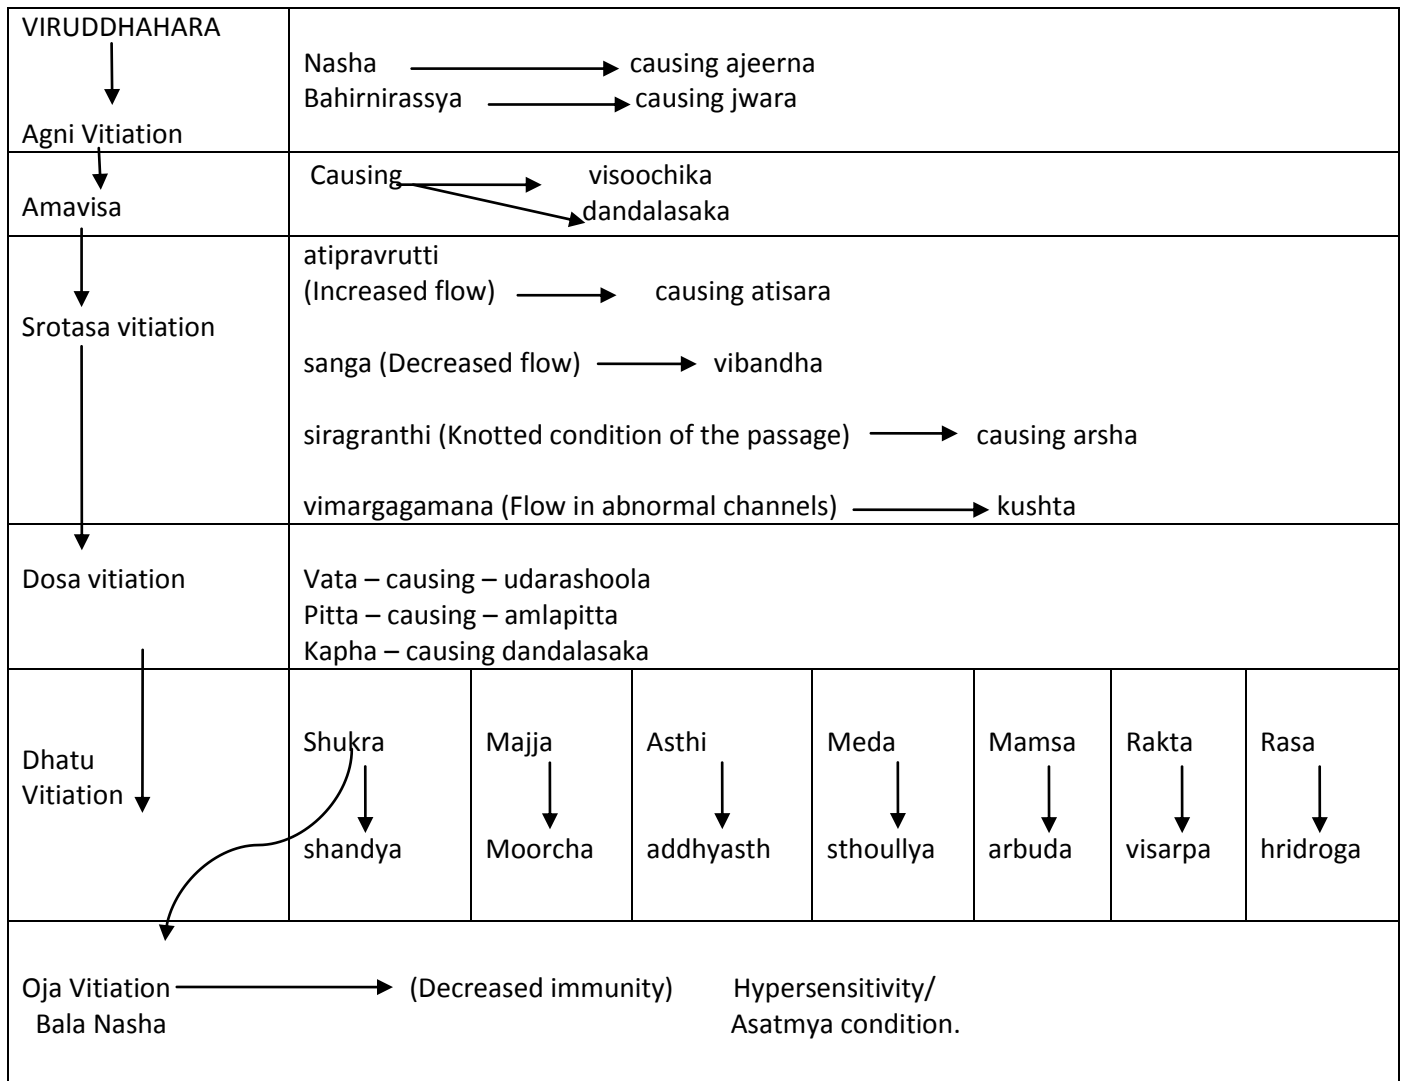 VIRUDDHAHARA
Agni Vitiation
Nasha causing ajeerna
Bahirnirassya causing jwara
Amavisa
Causing visoochika
dandalasaka
Srotasa vitiation
atipravrutti
(Increased flow) causing atisara
sanga (Decreased flow) vibandha
siragranthi (Knotted condition of the passage) causing arsha
vimargagamana (Flow in abnormal channels) kushta
Dosa vitiation
Vata – causing – udarashoola
Pitta – causing – amlapitta
Kapha – causing dandalasaka
Dhatu
Vitiation
Shukra Majja Asthi Meda Mamsa Rakta Rasa
shandya Moorcha addhyasth sthoullya arbuda visarpa hridroga
Oja Vitiation (Decreased immunity) Hypersensitivity/
Bala Nasha Asatmya condition.